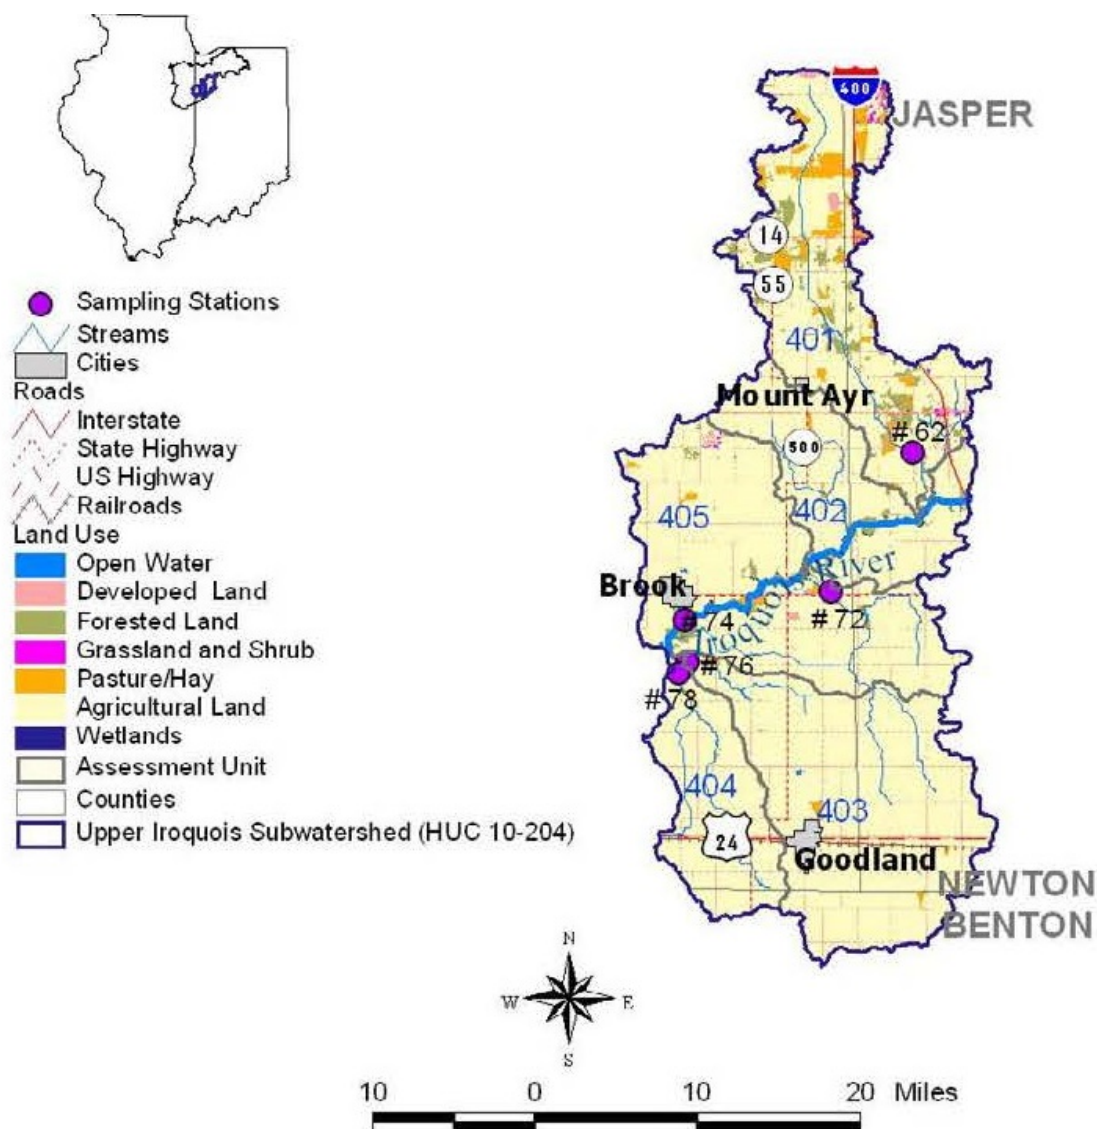 400
JASPER
14
55
401
Mount Ayr
#62
500
405
402
Brook
Iroquois River
#74
#72
#76
#78
404
403
24
Goodland
NEWTON
BENTON
Sampling Stations
Streams
Cities
Roads
Interstate
State Highway
US Highway
Railroads
Land Use
Open Water
Developed Land
Forested Land
Grassland and Shrub
Pasture/Hay
Agricultural Land
Wetlands
Assessment Unit
Counties
Upper Iroquois Subwatershed (HUC 10-204)
N
W E
S
10 0 10 20 Miles